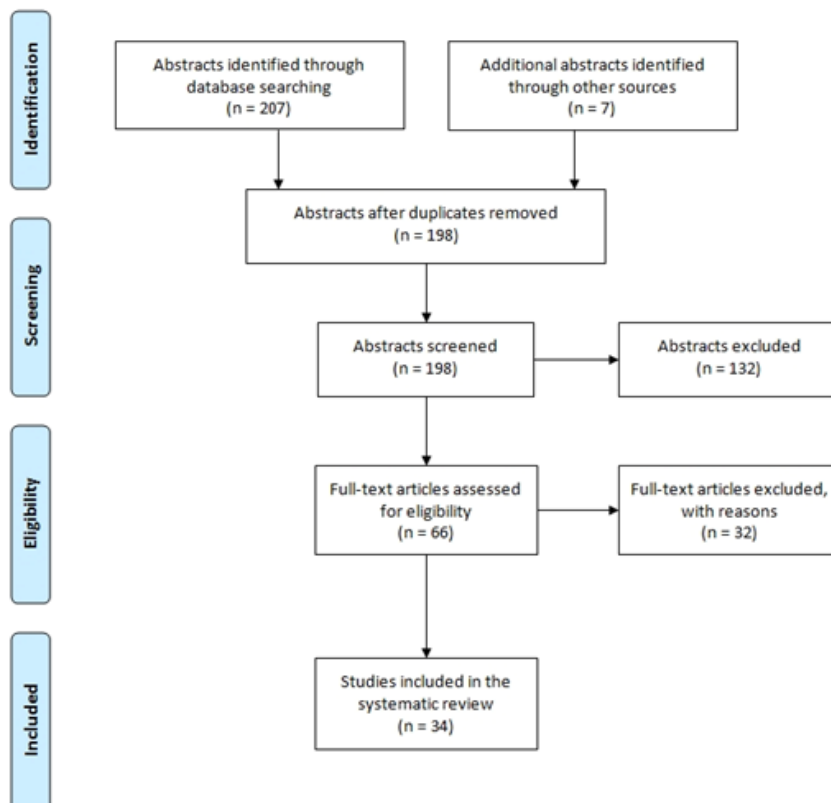 Identification
Abstracts identified through
database searching
(n = 207)
Additional abstracts identified
through other sources
(n = 7)
Abstracts after duplicates removed
(n = 198)
Screening
Abstracts screened
(n = 198)
Abstracts excluded
(n = 132)
Eligibility
Full-text articles assessed
for eligibility
(n = 66)
Full-text articles excluded,
with reasons
(n = 32)
Included
Studies included in the
systematic review
(n = 34)